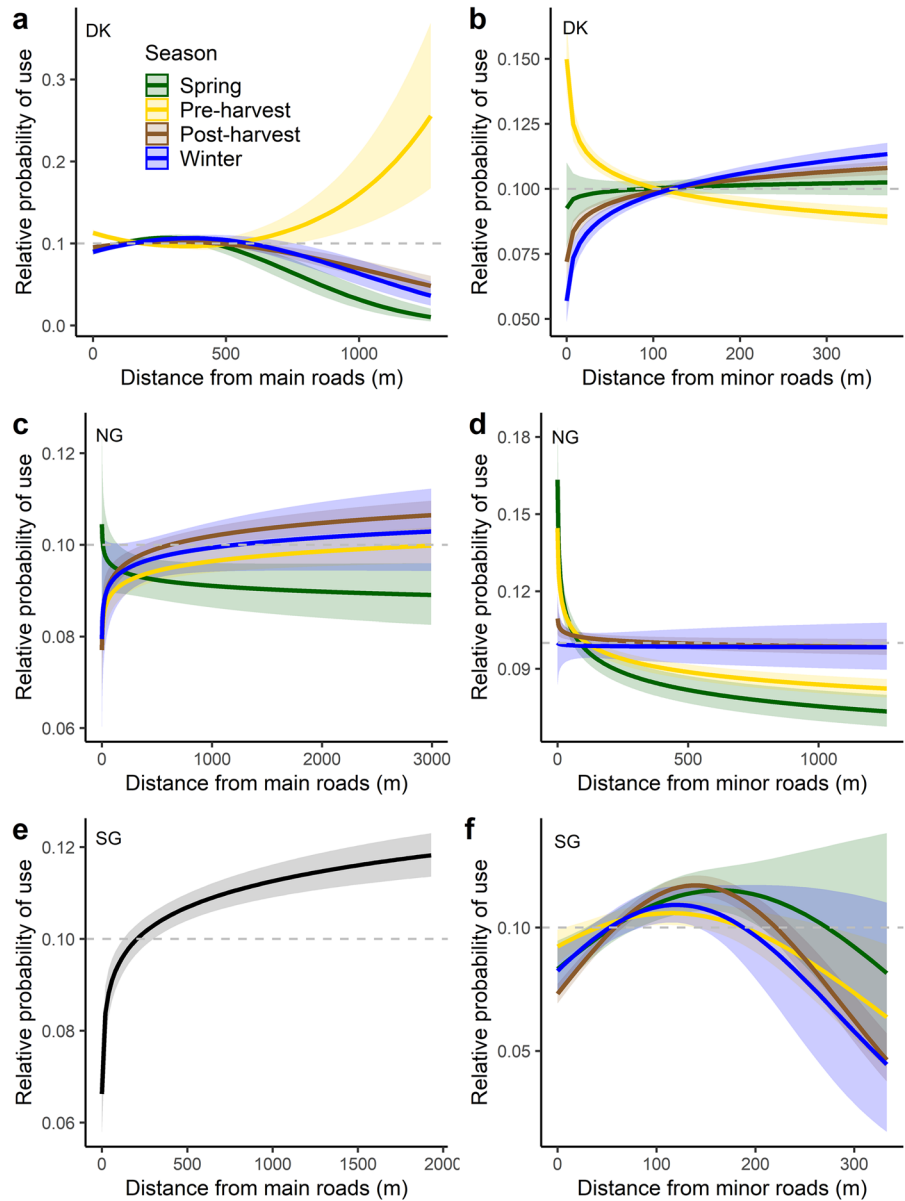 a
DK
Season
Spring
Pre-harvest
Post-harvest
Winter
Relative probability of use
0.3
0.2
0.1
0.0
0
500
1000
Distance from main roads (m)
b
DK
Relative probability of use
0.150
0.125
0.100
0.075
0.050
0
100
200
300
Distance from minor roads (m)
c
NG
Relative probability of use
0.12
0.10
0.08
0.06
0
1000
2000
3000
Distance from main roads (m)
d
NG
Relative probability of use
0.18
0.15
0.12
0.09
0
500
1000
Distance from minor roads (m)
e
SG
Relative probability of use
0.12
0.10
0.08
0.06
0
500
1000
1500
200
Distance from main roads (m)
f
SG
Relative probability of use
0.10
0.05
0
100
200
300
Distance from minor roads (m)